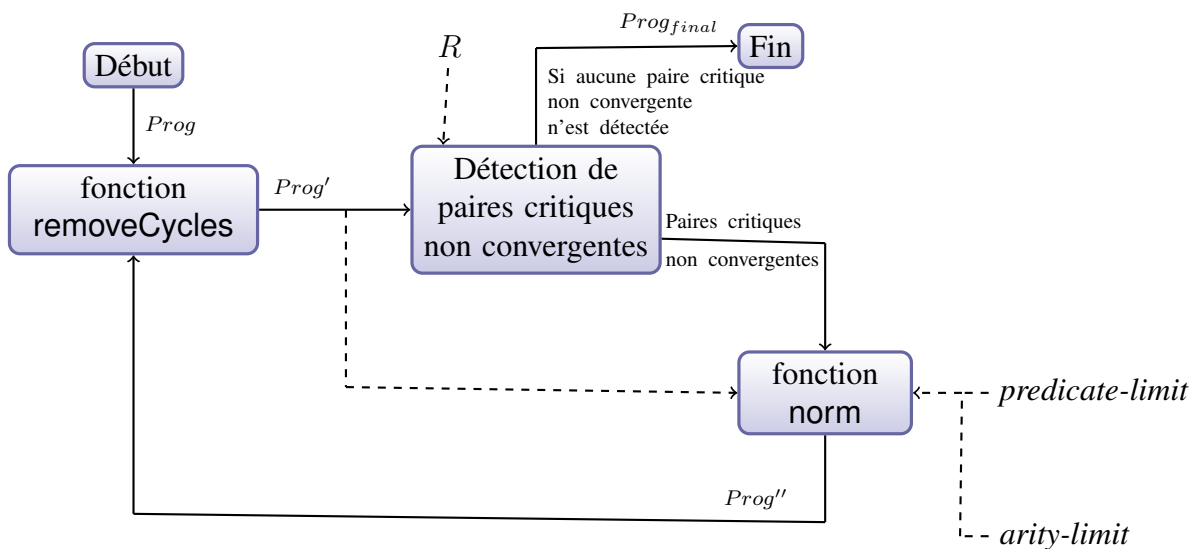 Début
Prog
fonction
removeCycles
Prog′
R
Prog_final
Fin
Si aucune paire critique
non convergente
n'est détectée
Détection de
paires critiques
non convergentes
Paires critiques
non convergentes
fonction
norm
predicate-limit
Prog″
arity-limit